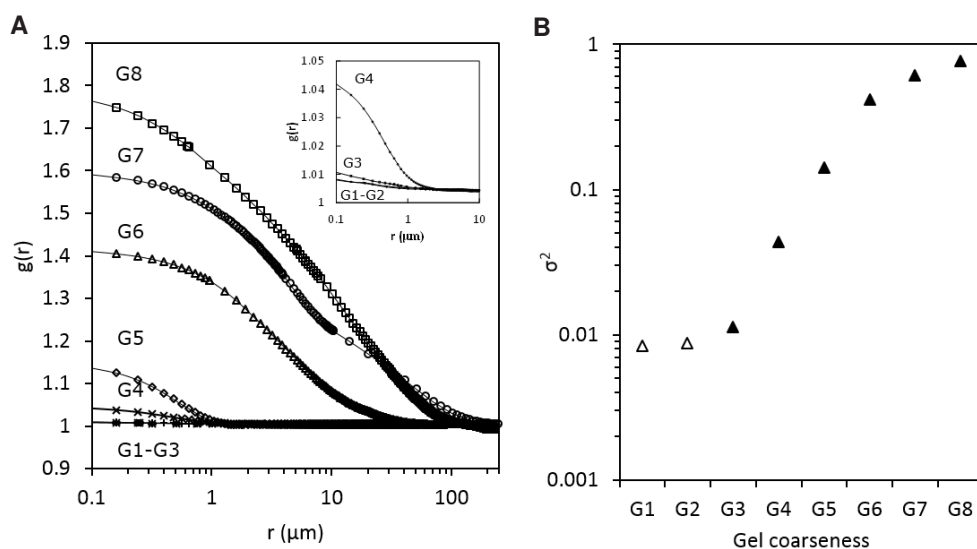 A
1.9
1.8
1.7
1.6
1.5
1.4
1.3
1.2
1.1
1
0.9
g(r)
0.1
1
10
100
r (μm)
G8
G7
G6
G5
G4
G1-G3
1.05
1.04
1.03
1.02
1.01
1
g(r)
G4
G3
G1-G2
0.1
1
10
r (μm)
B
1
0.1
0.01
0.001
σ2
G1 G2 G3 G4 G5 G6 G7 G8
Gel coarseness